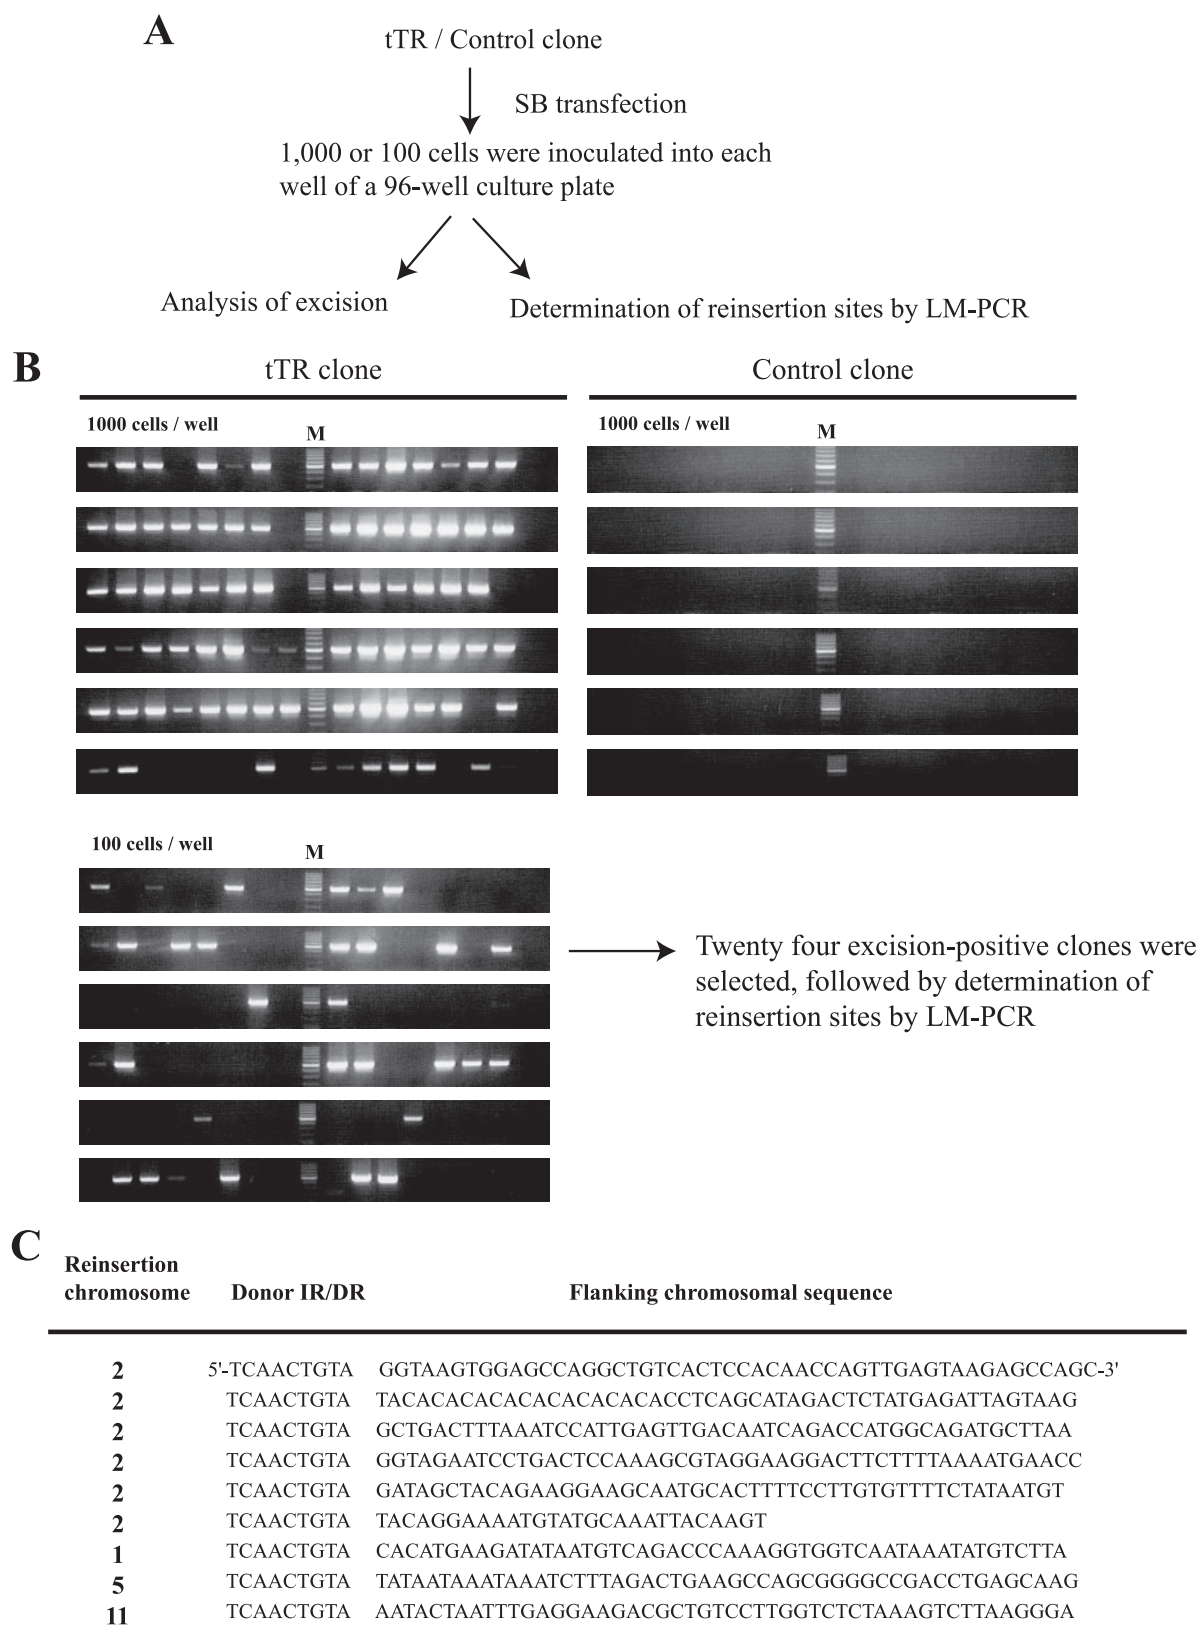 A
tTR / Control clone
SB transfection
1,000 or 100 cells were inoculated into each
well of a 96-well culture plate
Analysis of excision
Determination of reinsertion sites by LM-PCR
B
tTR clone
Control clone
1000 cells / well
M
1000 cells / well
M
100 cells / well
M
Twenty four excision-positive clones were
selected, followed by determination of
reinsertion sites by LM-PCR
C
Reinsertion
chromosome
Donor IR/DR
Flanking chromosomal sequence
2 5'-TCAACTGTA GGTAAGTGGAGCCAGGCTGTCACTCCACAACCAGTTGAGTAAGAGCCAGC-3'
2 TCAACTGTA TACACACACACACACACACACCTCAGCATAGACTCTATGAGATTAGTAAG
2 TCAACTGTA GCTGACTTTAAATCCATTGAGTTGACAATCAGACCATGGCAGATGCTTAA
2 TCAACTGTA GGTAGAATCCTGACTCCAAAGCGTAGGAAGGACTTCTTTTAAAATGAACC
2 TCAACTGTA GATAGCTACAGAAGGAAGCAATGCACTTTTCCTTGTGTTTTCTATAATGT
2 TCAACTGTA TACAGGAAAATGTATGCAAATTACAAGT
1 TCAACTGTA CACATGAAGATATAATGTCAGACCCAAAGGTGGTCAATAAATATGTCTTA
5 TCAACTGTA TATAATAAATAAATCTTTAGACTGAAGCCAGCGGGGCCGACCTGAGCAAG
11 TCAACTGTA AATACTAATTTGAGGAAGACGCTGTCCTTGGTCTCTAAAGTCTTAAGGGA